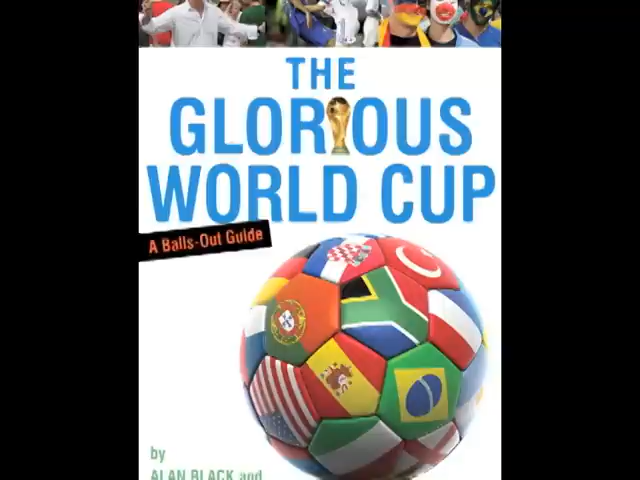 THE
GLORIOUS
WORLD CUP
A Balls-Out Guide
by
ALAN BLACK and